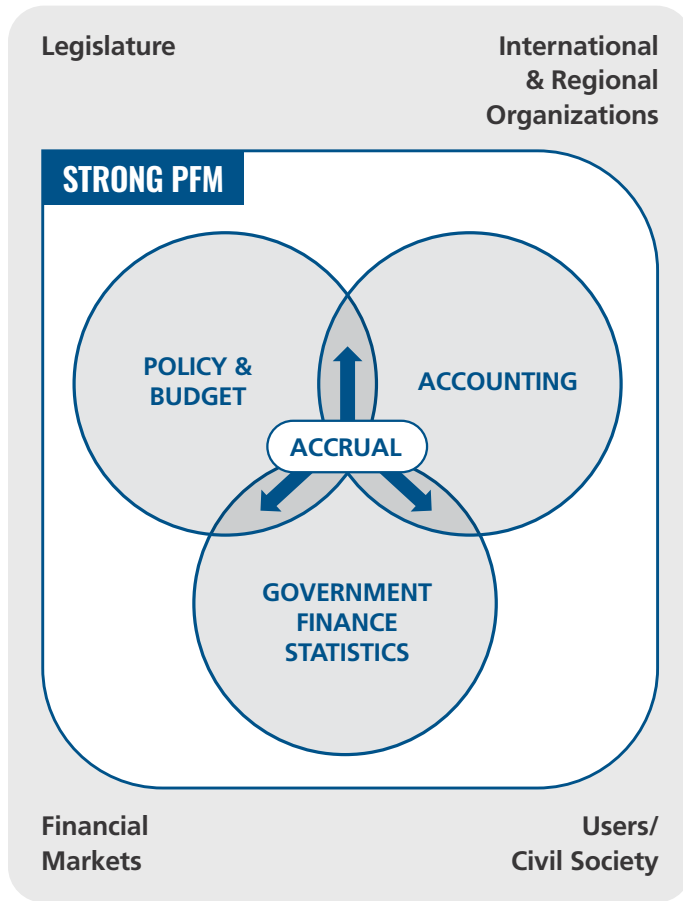 Legislature
International
& Regional
Organizations
STRONG PFM
POLICY &
BUDGET
ACCOUNTING
ACCRUAL
GOVERNMENT
FINANCE
STATISTICS
Financial
Markets
Users/
Civil Society